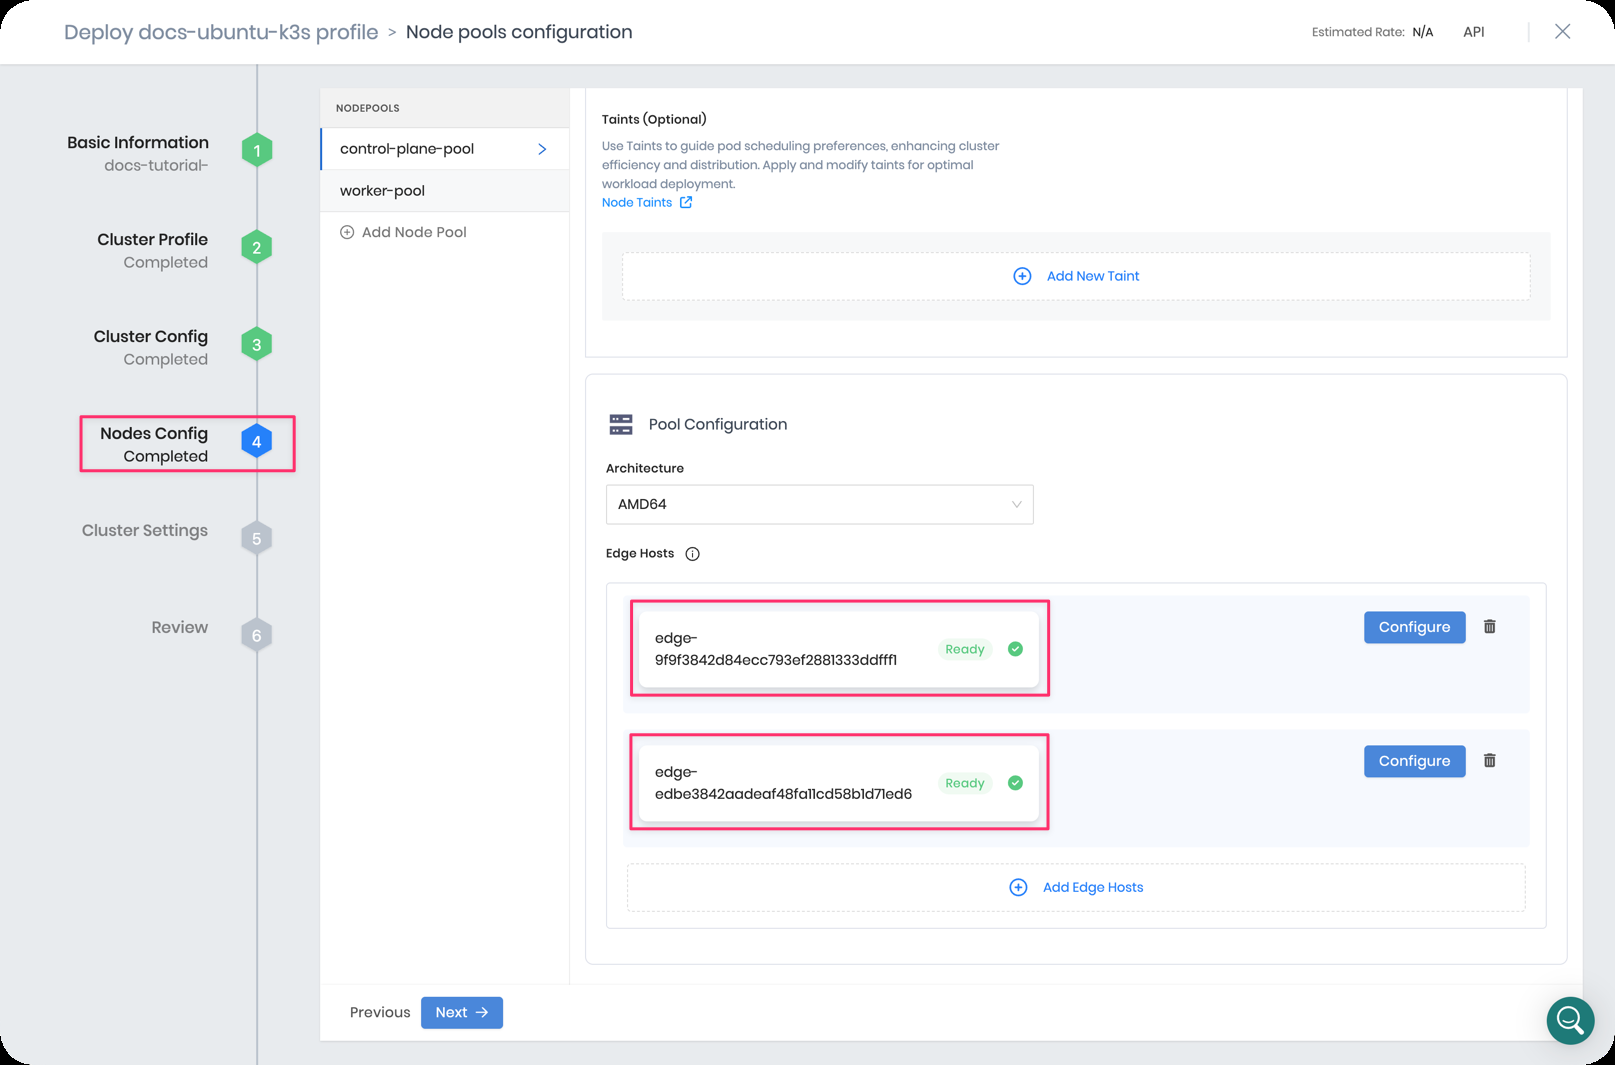 Deploy docs-ubuntu-k3s profile > Node pools configuration
Estimated Rate: N/A
API
Basic Information
docs-tutorial-
1
Cluster Profile
Completed
2
Cluster Config
Completed
3
Nodes Config
Completed
4
Cluster Settings
5
Review
6
NODEPOOLS
control-plane-pool
worker-pool
Add Node Pool
Taints (Optional)
Use Taints to guide pod scheduling preferences, enhancing cluster
efficiency and distribution. Apply and modify taints for optimal
workload deployment.
Node Taints
Add New Taint
Pool Configuration
Architecture
AMD64
Edge Hosts
edge-
9f9f3842d84ecc793ef2881333ddfff1
Ready
Configure
edge-
edbe3842aadeaf48fa11cd58b1d71ed6
Ready
Configure
Add Edge Hosts
Previous
Next